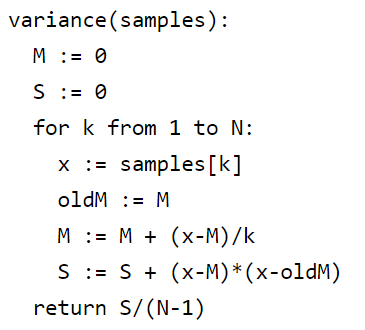 variance(samples):
  M := 0
  S := 0
  for k from 1 to N:
    x := samples[k]
    oldM := M
    M := M + (x-M)/k
    S := S + (x-M)*(x-oldM)
  return S/(N-1)